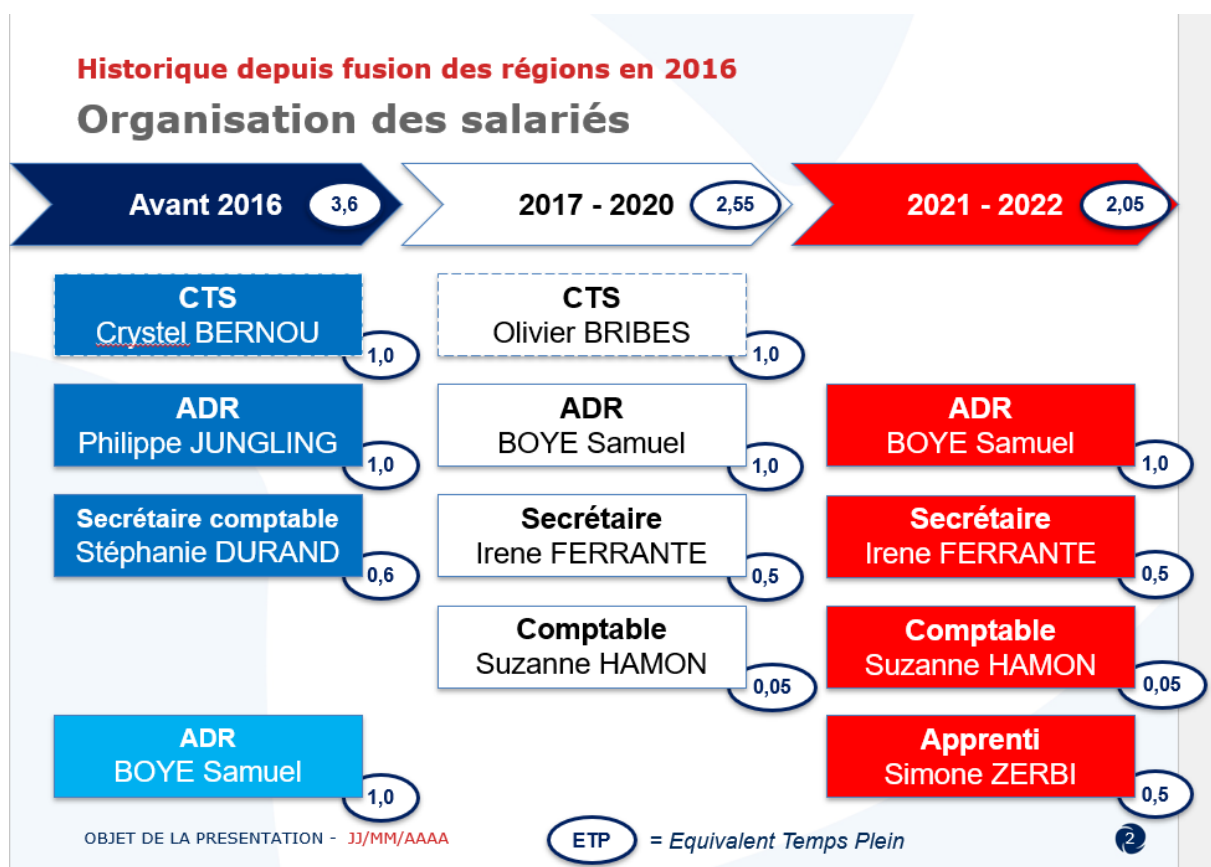 Historique depuis fusion des régions en 2016
Organisation des salariés
Avant 2016 3,6
2017 - 2020 2,55
2021 - 2022 2,05
CTS
Crystel BERNOU
1,0
ADR
Philippe JUNGLING
1,0
Secrétaire comptable
Stéphanie DURAND
0,6
ADR
BOYE Samuel
1,0
CTS
Olivier BRIBES
1,0
ADR
BOYE Samuel
1,0
Secrétaire
Irene FERRANTE
0,5
Comptable
Suzanne HAMON
0,05
ADR
BOYE Samuel
1,0
Secrétaire
Irene FERRANTE
0,5
Comptable
Suzanne HAMON
0,05
Apprenti
Simone ZERBI
0,5
OBJET DE LA PRESENTATION - JJ/MM/AAAA
ETP = Equivalent Temps Plein
2